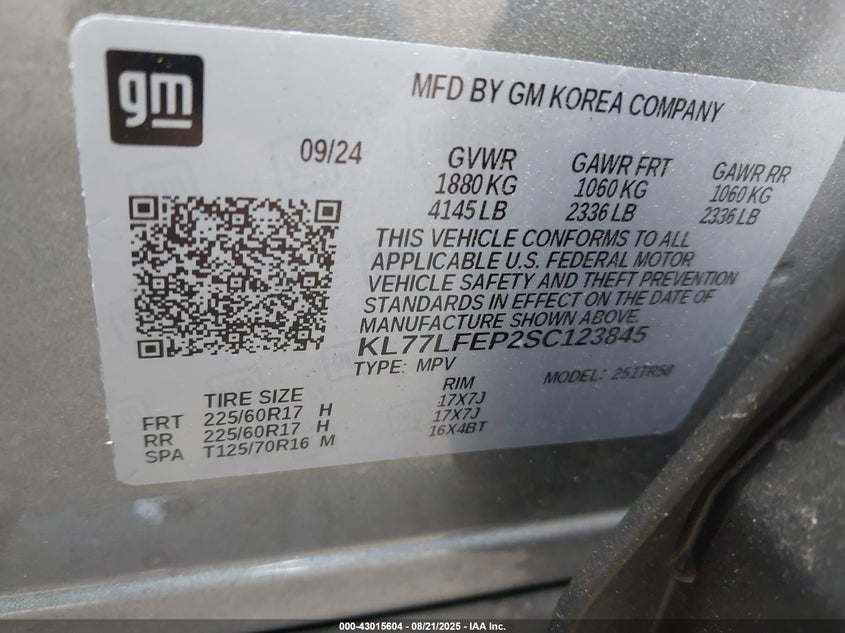 gm
MFD BY GM KOREA COMPANY
09/24
GVWR GAWR FRT GAWR RR
1880 KG 1060 KG 1060 KG
4145 LB 2336 LB 2336 LB
THIS VEHICLE CONFORMS TO ALL
APPLICABLE U.S. FEDERAL MOTOR
VEHICLE SAFETY AND THEFT PREVENTION
STANDARDS IN EFFECT ON THE DATE OF
MANUFACTURE SHOWN ABOVE.
KL77LFEP2SC123845
TYPE: MPV MODEL: 251TR58
TIRE SIZE RIM
FRT 225/60R17 H 17X7J
RR 225/60R17 H 17X7J
SPA T125/70R16 M 16X4BT
000-43015604 - 08/21/2025 - IAA Inc.